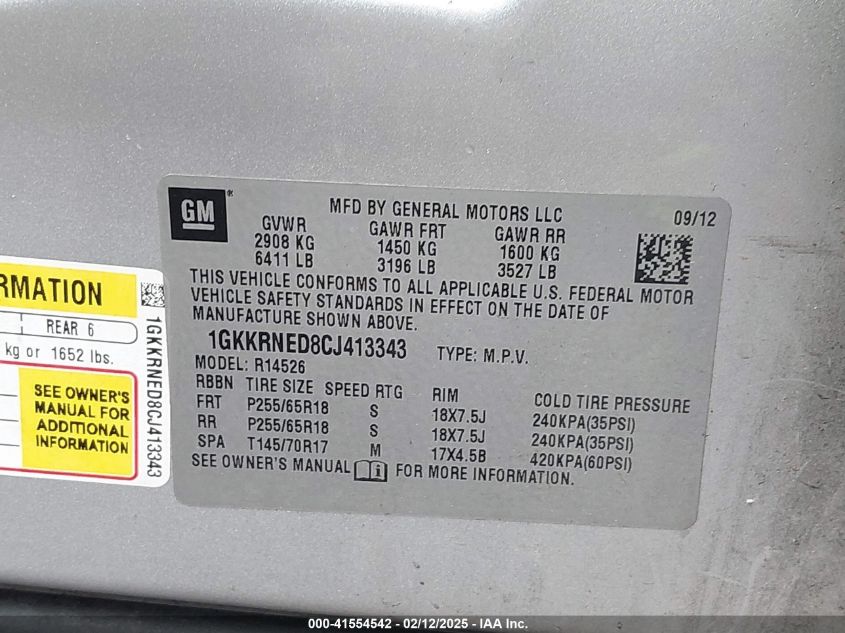 GM
MFD BY GENERAL MOTORS LLC
09/12
GVWR GAWR FRT GAWR RR
2908 KG 1450 KG 1600 KG
6411 LB 3196 LB 3527 LB
THIS VEHICLE CONFORMS TO ALL APPLICABLE U.S. FEDERAL MOTOR
VEHICLE SAFETY STANDARDS IN EFFECT ON THE DATE OF
MANUFACTURE SHOWN ABOVE.
1GKKRNED8CJ413343 TYPE: M.P.V.
MODEL: R14526
RBBN TIRE SIZE SPEED RTG RIM COLD TIRE PRESSURE
FRT P255/65R18 S 18X7.5J 240KPA(35PSI)
RR P255/65R18 S 18X7.5J 240KPA(35PSI)
SPA T145/70R17 M 17X4.5B 420KPA(60PSI)
SEE OWNER'S MANUAL i FOR MORE INFORMATION.
RMATION
REAR 6
kg or 1652 lbs.
SEE OWNER'S
MANUAL FOR
ADDITIONAL
INFORMATION
1GKKRNED8CJ413343
000-41554542 - 02/12/2025 - IAA Inc.